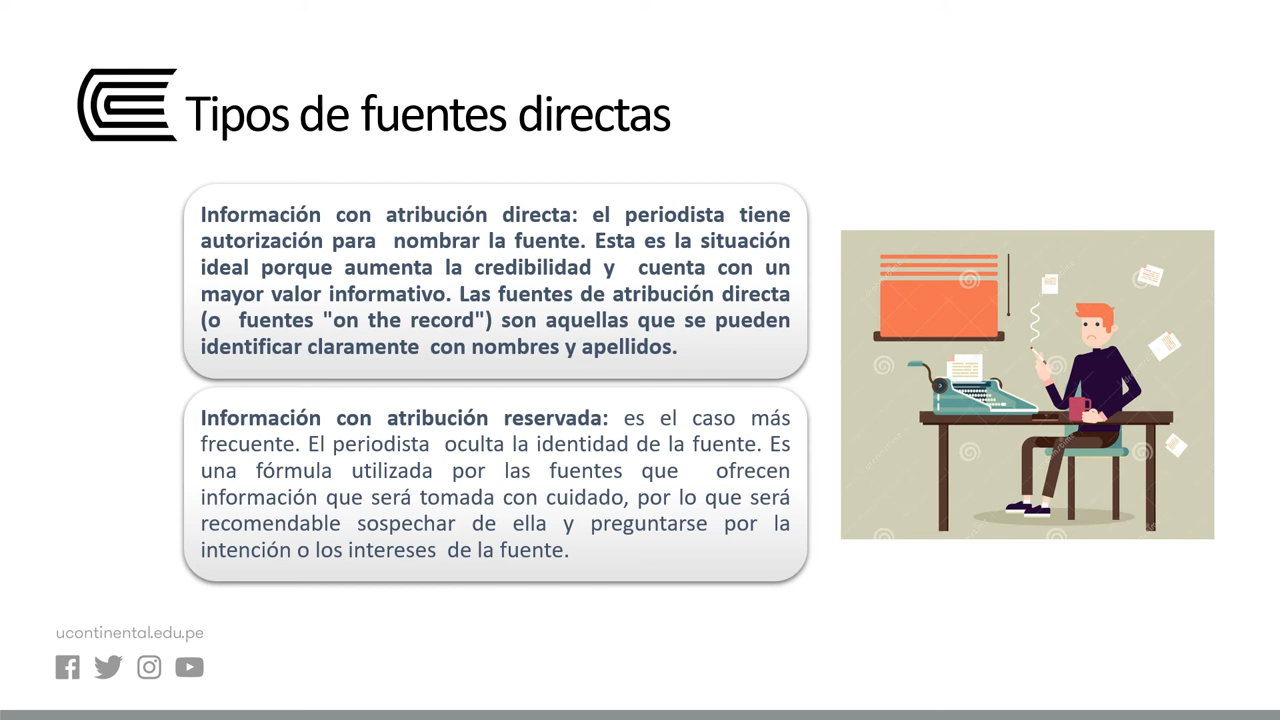 Tipos de fuentes directas
Información con atribución directa: el periodista tiene
autorización para nombrar la fuente. Esta es la situación
ideal porque aumenta la credibilidad y cuenta con un
mayor valor informativo. Las fuentes de atribución directa
(o fuentes "on the record") son aquellas que se pueden
identificar claramente con nombres y apellidos.
Información con atribución reservada: es el caso más
frecuente. El periodista oculta la identidad de la fuente. Es
una fórmula utilizada por las fuentes que ofrecen
información que será tomada con cuidado, por lo que será
recomendable sospechar de ella y preguntarse por la
intención o los intereses de la fuente.
ucontinental.edu.pe